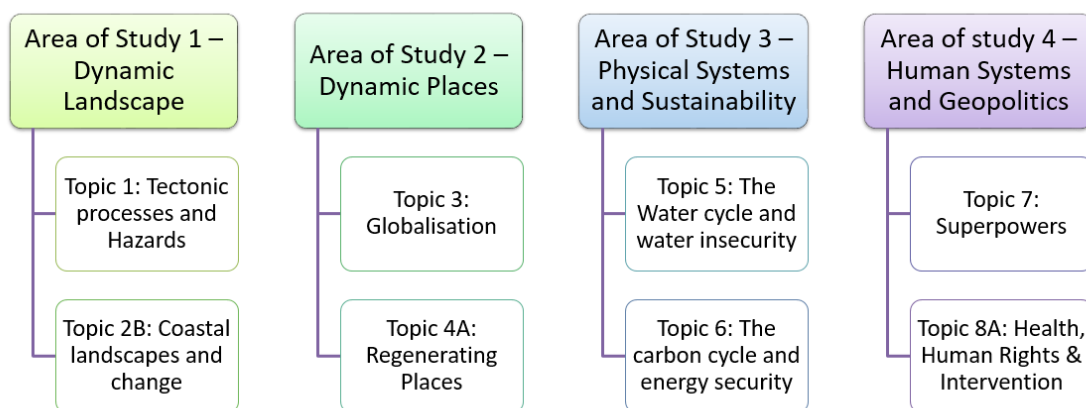 Area of Study 1 –
Dynamic
Landscape
Topic 1: Tectonic
processes and
Hazards
Topic 2B: Coastal
landscapes and
change
Area of Study 2 –
Dynamic Places
Topic 3:
Globalisation
Topic 4A:
Regenerating
Places
Area of Study 3 –
Physical Systems
and Sustainability
Topic 5: The
Water cycle and
water insecurity
Topic 6: The
carbon cycle and
energy security
Area of study 4 –
Human Systems
and Geopolitics
Topic 7:
Superpowers
Topic 8A: Health,
Human Rights &
Intervention